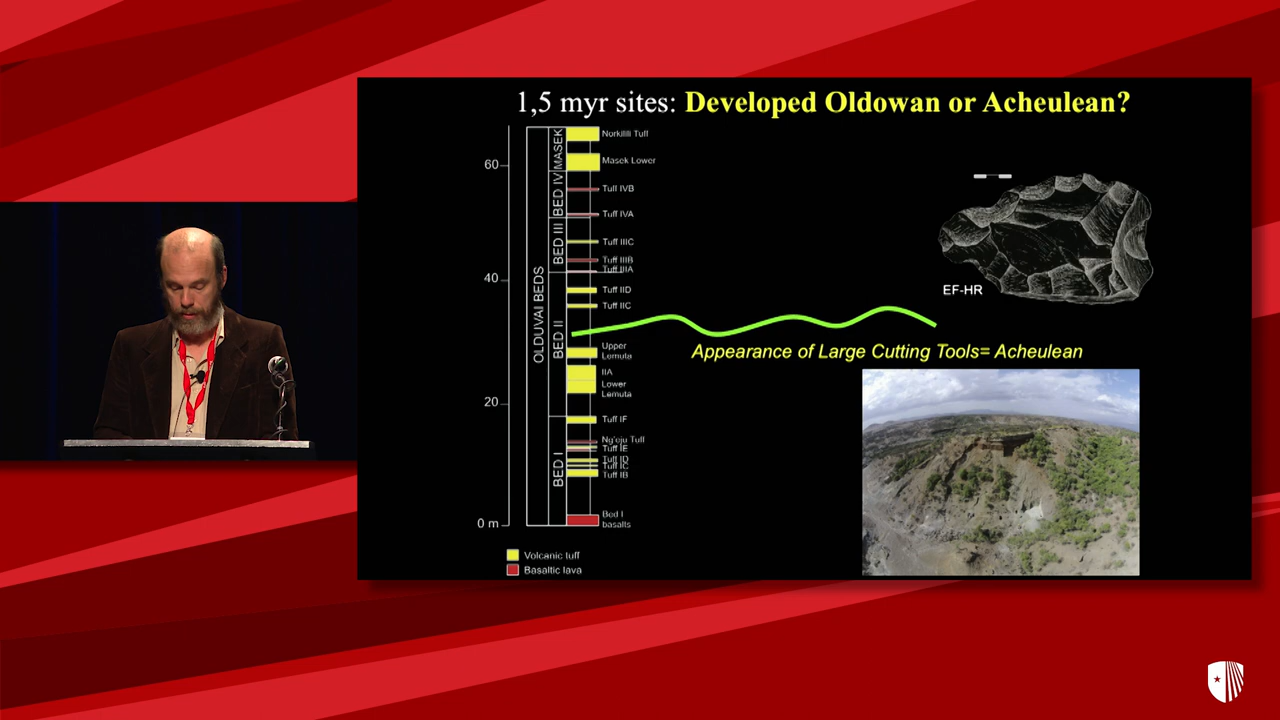 1,5 myr sites: Developed Oldowan or Acheulean?
OLDUVAI BEDS
MASEK
BED IV
BED III
BED II
BED I
60
40
20
0 m
Norkilili Tuff
Masek Lower
Tuff IVB
Tuff IVA
Tuff IIIC
Tuff IIIB
Tuff IIIA
Tuff IID
Tuff IIC
Upper
Lemuta
IIA
Lower
Lemuta
Tuff IF
Ng'eju Tuff
Tuff IE
Tuff ID
Tuff IC
Tuff IB
Bed I
basalts
Volcanic tuff
Basaltic lava
EF-HR
Appearance of Large Cutting Tools= Acheulean